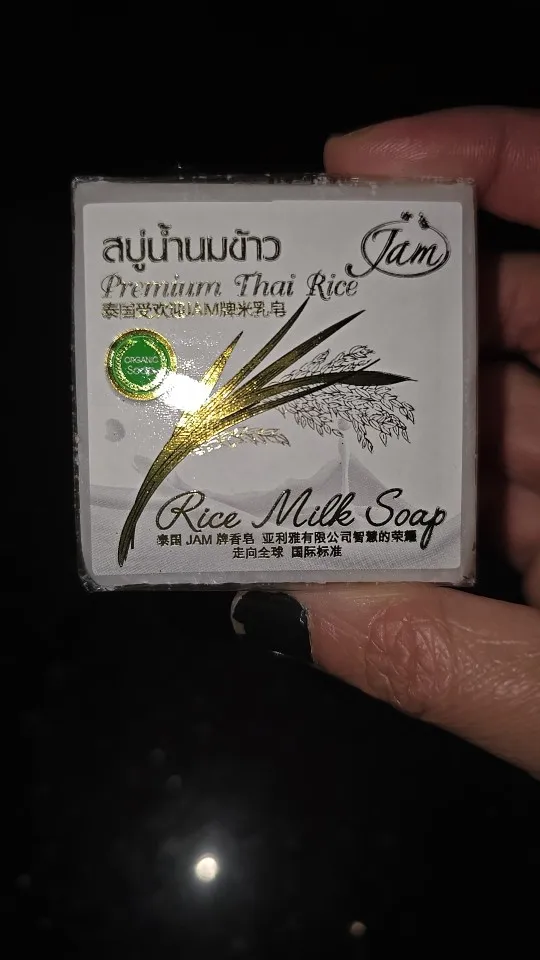 สบู่น้ำนมข้าว
Jam
Premium Thai Rice
泰国受欢迎JAM牌米乳皂
ORGANIC
Soap
Rice Milk Soap
泰国 JAM 牌香皂 亚利雅有限公司智慧的荣耀
走向全球 国际标准